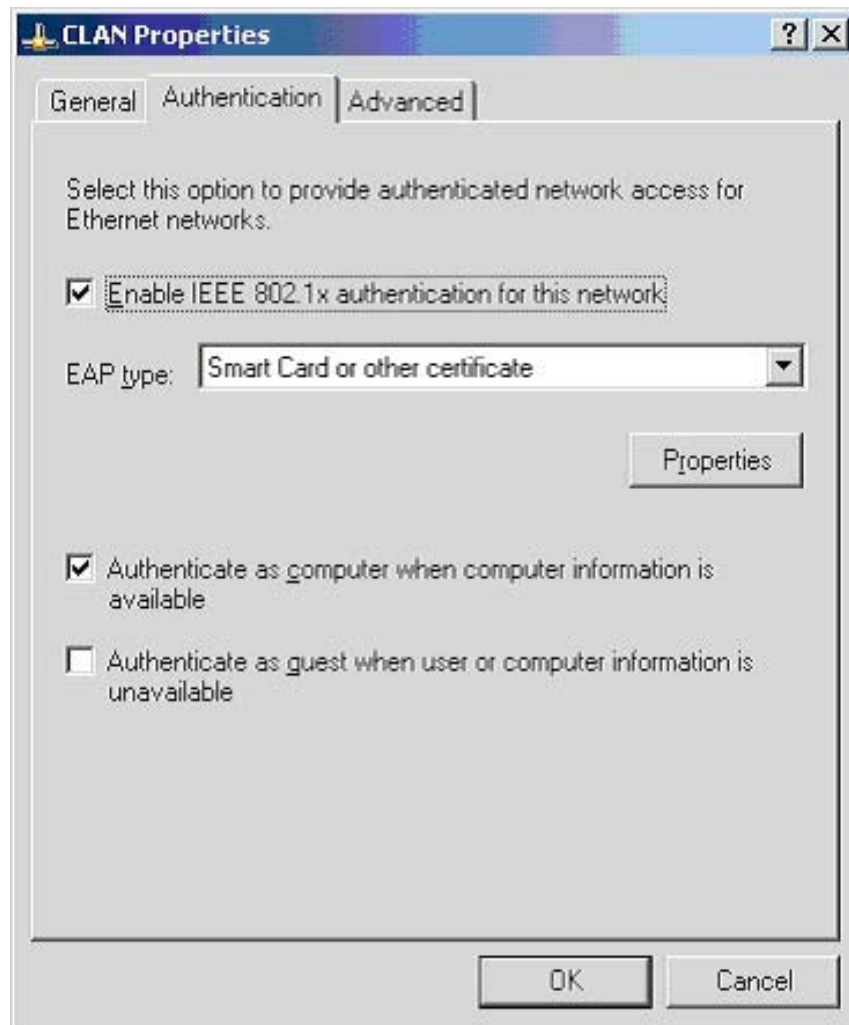 CLAN Properties
General Authentication Advanced
Select this option to provide authenticated network access for
Ethernet networks.
Enable IEEE 802.1x authentication for this network
EAP type: Smart Card or other certificate
Properties
Authenticate as computer when computer information is
available
Authenticate as guest when user or computer information is
unavailable
OK Cancel